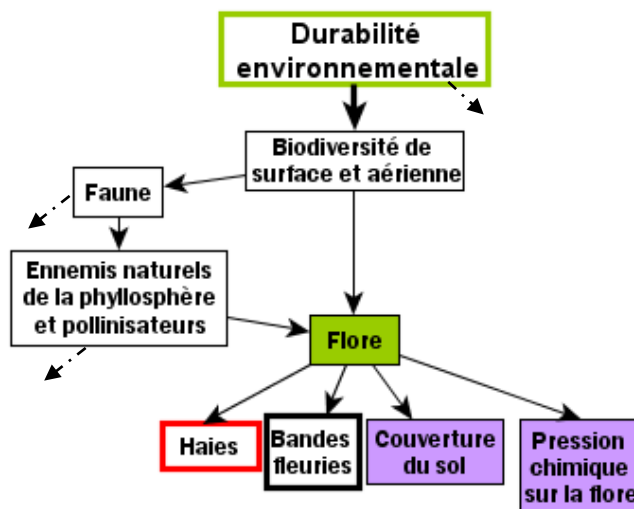 Durabilité
environnementale
Biodiversité de
surface et aérienne
Faune
Ennemis naturels
de la phyllosphère
et pollinisateurs
Flore
Haies
Bandes
fleuries
Couverture
du sol
Pression
chimique
sur la flore